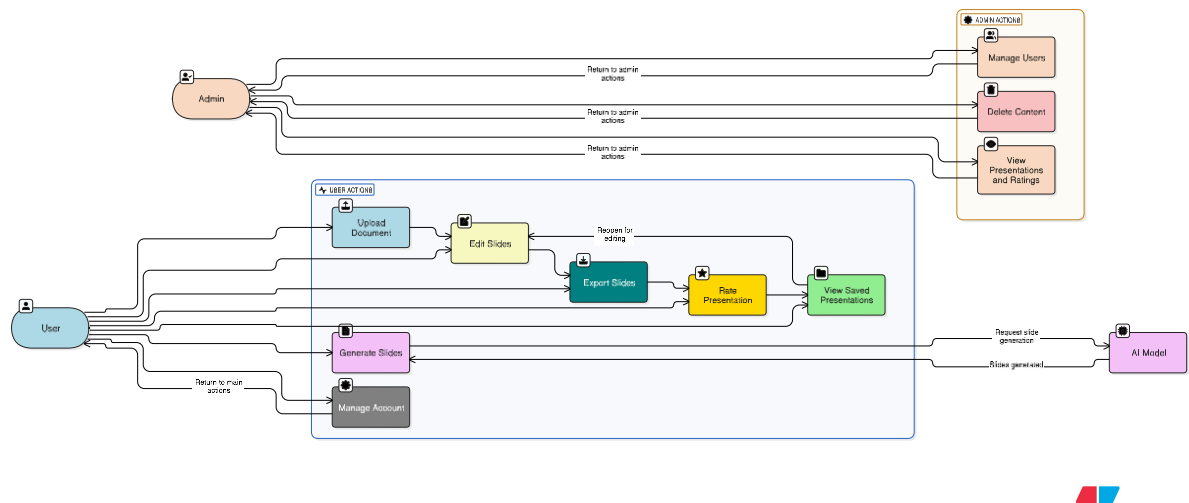 ADMIN ACTIONS
Manage Users
Return to admin
actions
Admin
Delete Content
Return to admin
actions
Return to admin
actions
View
Presentations
and Ratings
USER ACTIONS
Upload
Document
Edit Slides
Reopen for
editing
Export Slides
Rate
Presentation
View Saved
Presentations
User
Request slide
generation
Generate Slides
AI Model
Slides generated
Return to main
actions
Manage Account